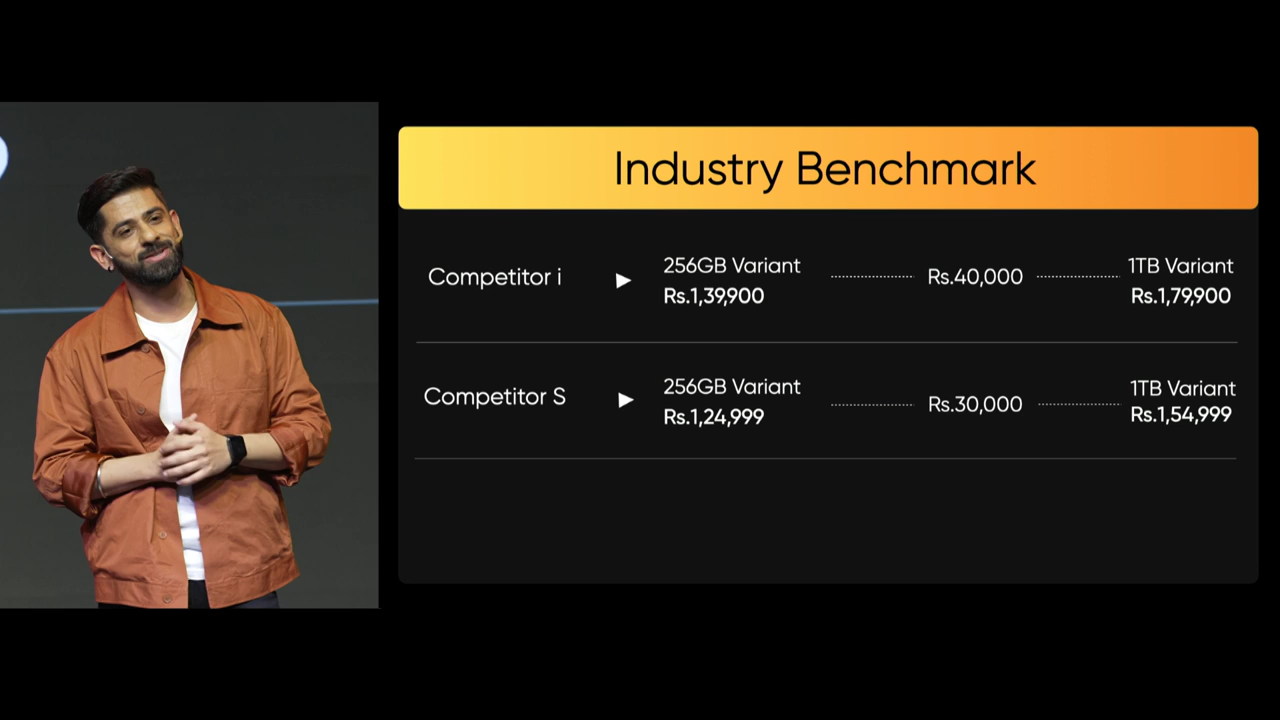 Industry Benchmark
Competitor i ▶ 256GB Variant Rs.40,000 1TB Variant
Rs.1,39,900 Rs.1,79,900
Competitor S ▶ 256GB Variant Rs.30,000 1TB Variant
Rs.1,24,999 Rs.1,54,999